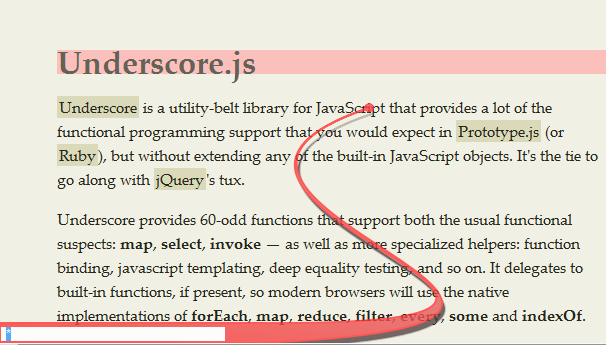 Underscore.js
Underscore is a utility-belt library for JavaScript that provides a lot of the
functional programming support that you would expect in Prototype.js (or
Ruby), but without extending any of the built-in JavaScript objects. It's the tie to
go along with jQuery's tux.
Underscore provides 60-odd functions that support both the usual functional
suspects: map, select, invoke — as well as more specialized helpers: function
binding, javascript templating, deep equality testing, and so on. It delegates to
built-in functions, if present, so modern browsers will use the native
implementations of forEach, map, reduce, filter, every, some and indexOf.
*